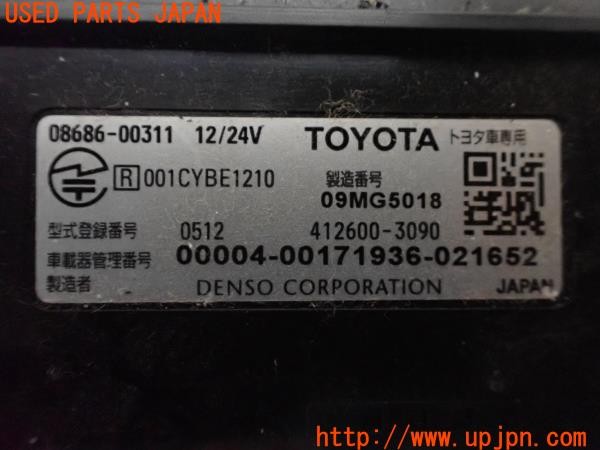 USED PARTS JAPAN
08686-00311 12/24V TOYOTA トヨタ車専用
R 001CYBE1210 製造番号
09MG5018
型式登録番号 0512 412600-3090
車載器管理番号 00004-00171936-021652
製造者 DENSO CORPORATION JAPAN
UPJ
http://www.upjpn.com